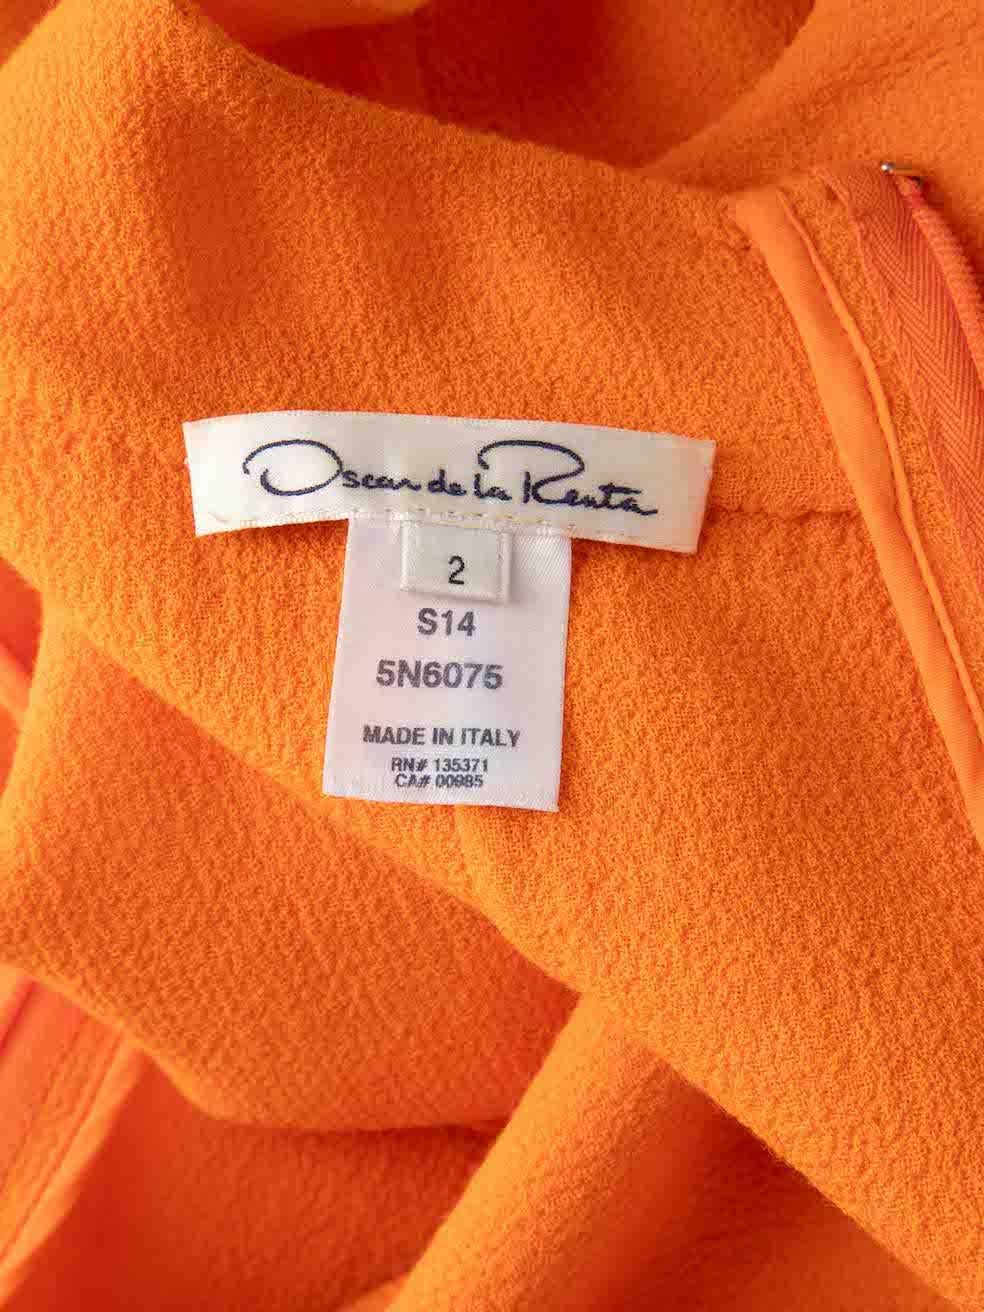 Oscar de la Renta
2
S14
5N6075
MADE IN ITALY
RN# 135371
CA# 00985